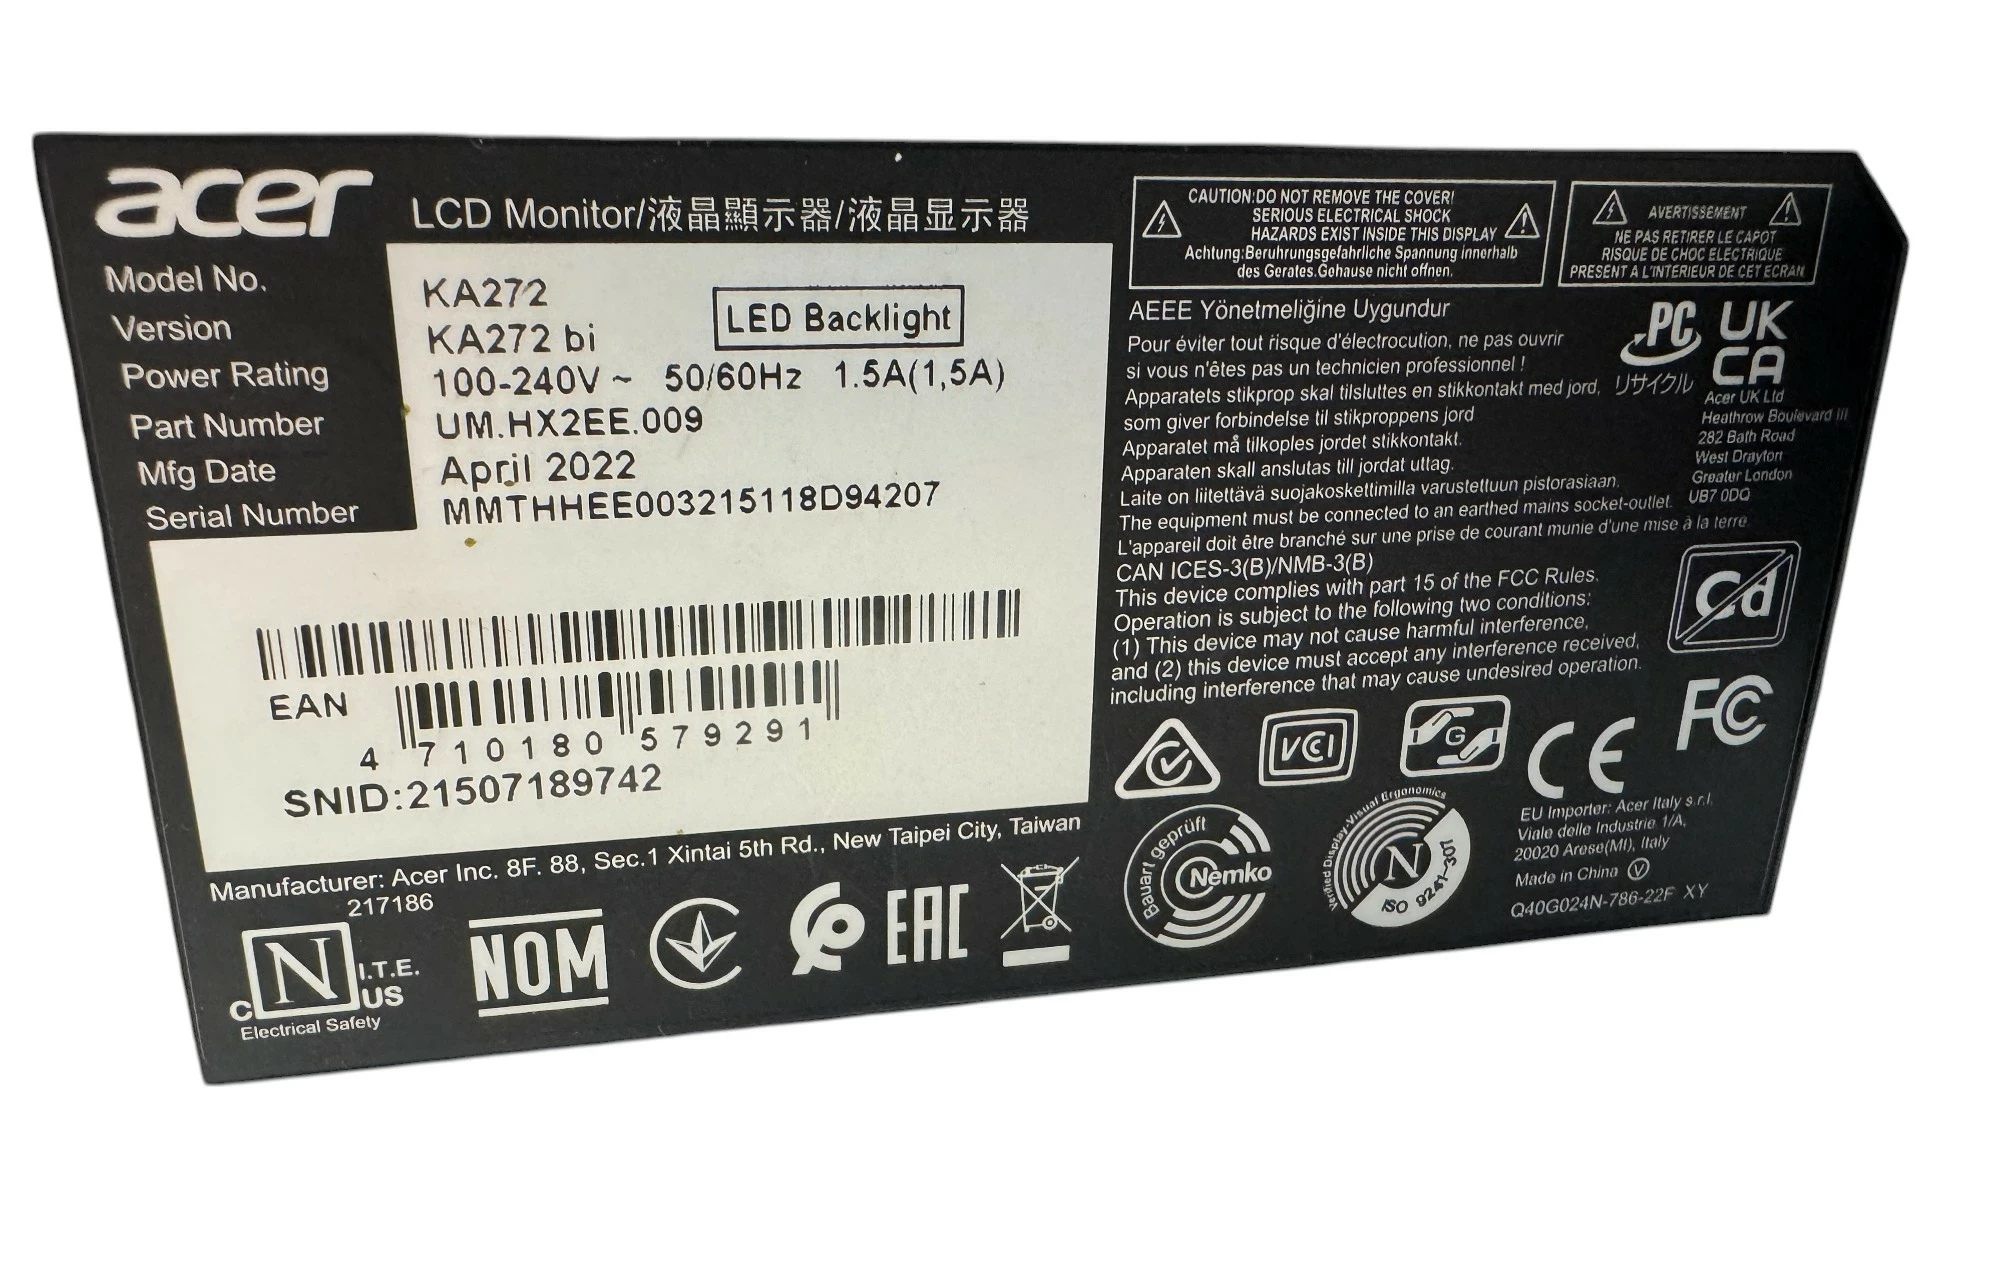 acer
LCD Monitor/液晶顯示器/液晶显示器
Model No. KA272
Version KA272 bi
LED Backlight
Power Rating 100-240V ~ 50/60Hz 1.5A(1,5A)
Part Number UM.HX2EE.009
Mfg Date April 2022
Serial Number MMTHHEE003215118D94207
EAN
4 710180 579291
SNID:21507189742
Manufacturer: Acer Inc. 8F. 88, Sec.1 Xintai 5th Rd., New Taipei City, Taiwan
217186
N
I.T.E.
C US
Electrical Safety
NOM
EAC
CAUTION:DO NOT REMOVE THE COVER!
SERIOUS ELECTRICAL SHOCK
HAZARDS EXIST INSIDE THIS DISPLAY
Achtung:Beruhrungsgefahrliche Spannung innerhalb
des Gerates.Gehause nicht offnen.
AVERTISSEMENT
NE PAS RETIRER LE CAPOT
RISQUE DE CHOC ELECTRIQUE
PRESENT A L'INTERIEUR DE CET ECRAN
AEEE Yönetmeliğine Uygundur
Pour éviter tout risque d'électrocution, ne pas ouvrir
si vous n'êtes pas un technicien professionnel !
Apparatets stikprop skal tilsluttes en stikkontakt med jord,
som giver forbindelse til stikproppens jord
Apparatet må tilkoples jordet stikkontakt.
Apparaten skall anslutas till jordat uttag.
Laite on liitettävä suojakoskettimilla varustettuun pistorasiaan.
The equipment must be connected to an earthed mains socket-outlet.
L'appareil doit être branché sur une prise de courant munie d'une mise à la terre.
CAN ICES-3(B)/NMB-3(B)
This device complies with part 15 of the FCC Rules.
Operation is subject to the following two conditions:
(1) This device may not cause harmful interference,
and (2) this device must accept any interference received,
including interference that may cause undesired operation.
PC
リサイクル
UK
CA
Acer UK Ltd
Heathrow Boulevard III
282 Bath Road
West Drayton
Greater London
UB7 0DQ
Cd
FC
VCI
G
CE
Bauart geprüft
Nemko
Verified Display-Visual Ergonomics
N
ISO 9241-307
EU Importer: Acer Italy s.r.l.
Viale delle Industrie 1/A,
20020 Arese(MI), Italy
Made in China V
Q40G024N-786-22F XY